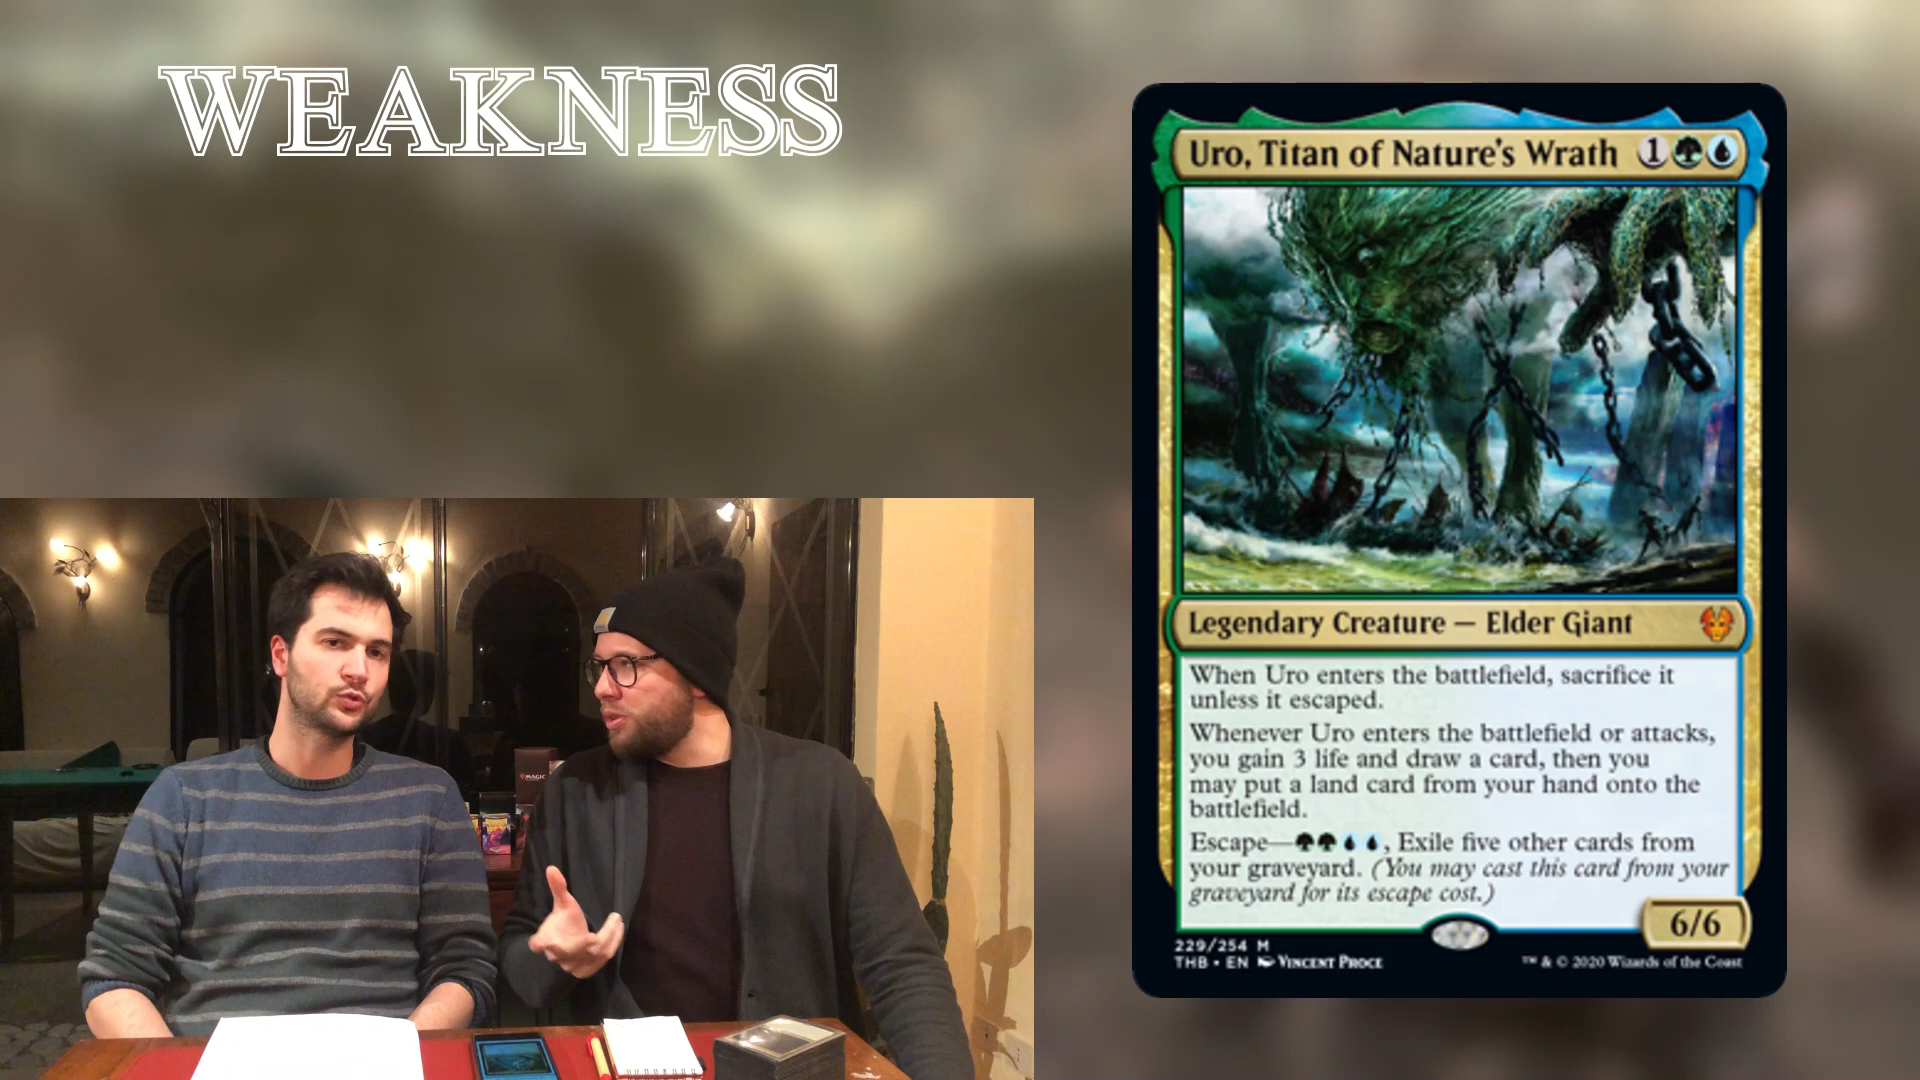 WEAKNESS
Uro, Titan of Nature's Wrath 1
Legendary Creature — Elder Giant
When Uro enters the battlefield, sacrifice it
unless it escaped.
Whenever Uro enters the battlefield or attacks,
you gain 3 life and draw a card, then you
may put a land card from your hand onto the
battlefield.
Escape—, Exile five other cards from
your graveyard. (You may cast this card from your
graveyard for its escape cost.)
6/6
229/254 M
THB • EN VINCENT PROCE
™ & © 2020 Wizards of the Coast
MAGIC